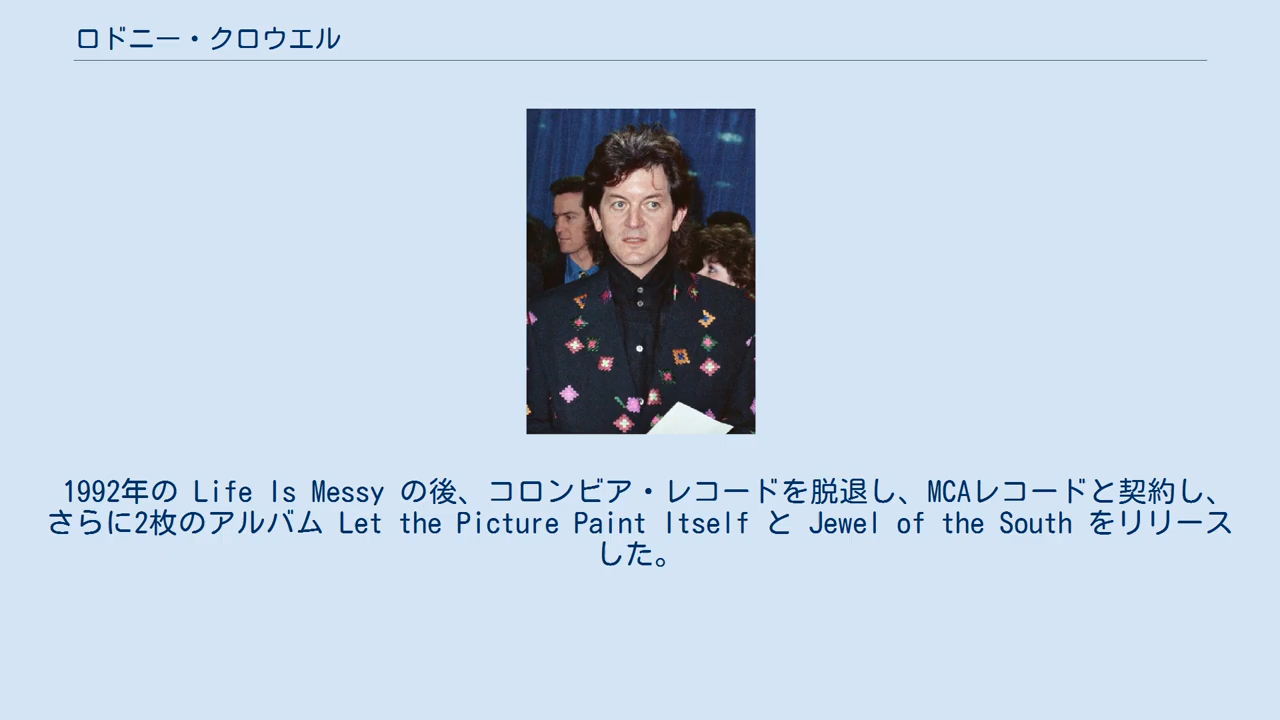 ロドニー・クロウエル
1992年の Life Is Messy の後、コロンビア・レコードを脱退し、MCAレコードと契約し、
さらに2枚のアルバム Let the Picture Paint Itself と Jewel of the South をリリース
した。